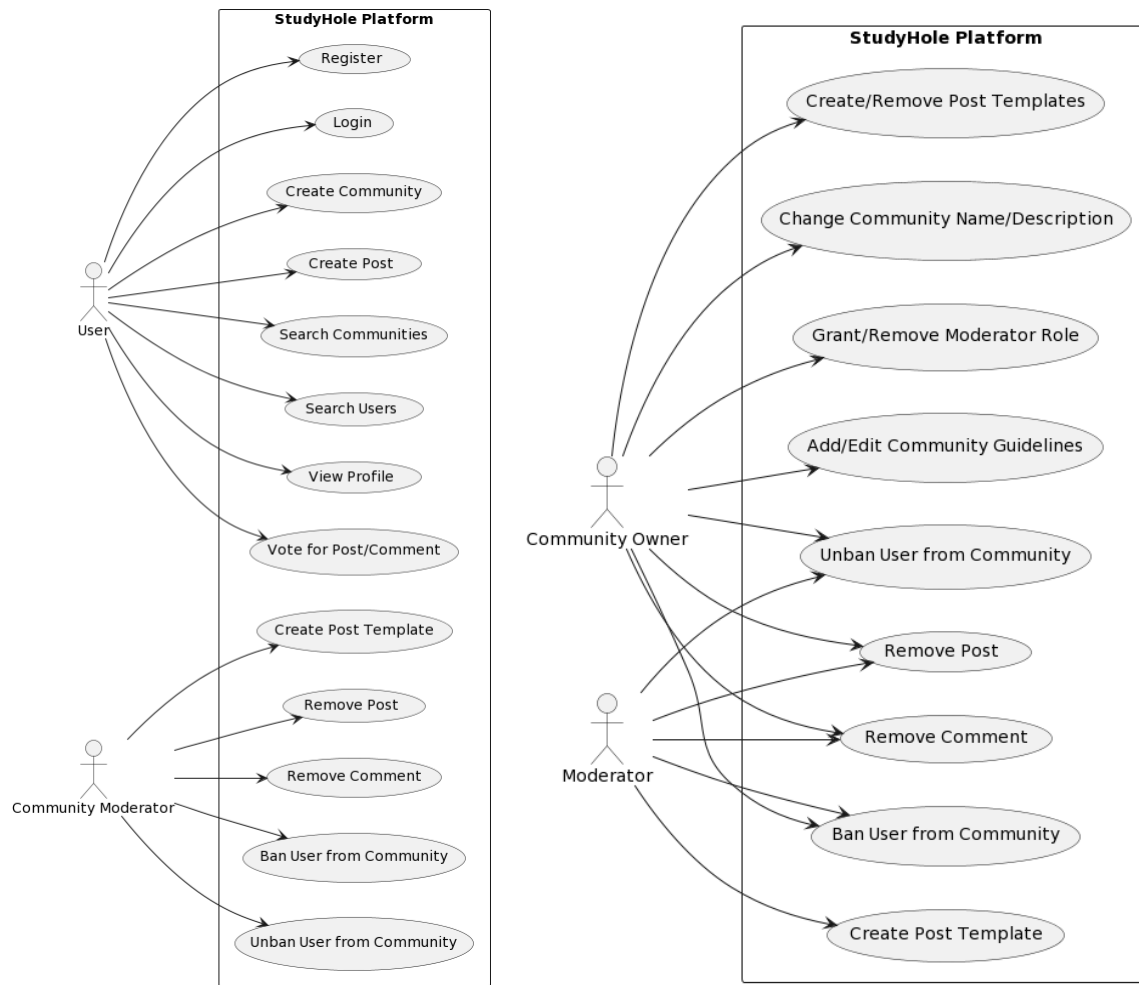 StudyHole Platform
Register
Login
Create Community
Create Post
User
Search Communities
Search Users
View Profile
Vote for Post/Comment
Create Post Template
Remove Post
Community Moderator
Remove Comment
Ban User from Community
Unban User from Community
StudyHole Platform
Create/Remove Post Templates
Change Community Name/Description
Grant/Remove Moderator Role
Add/Edit Community Guidelines
Community Owner
Unban User from Community
Remove Post
Remove Comment
Moderator
Ban User from Community
Create Post Template